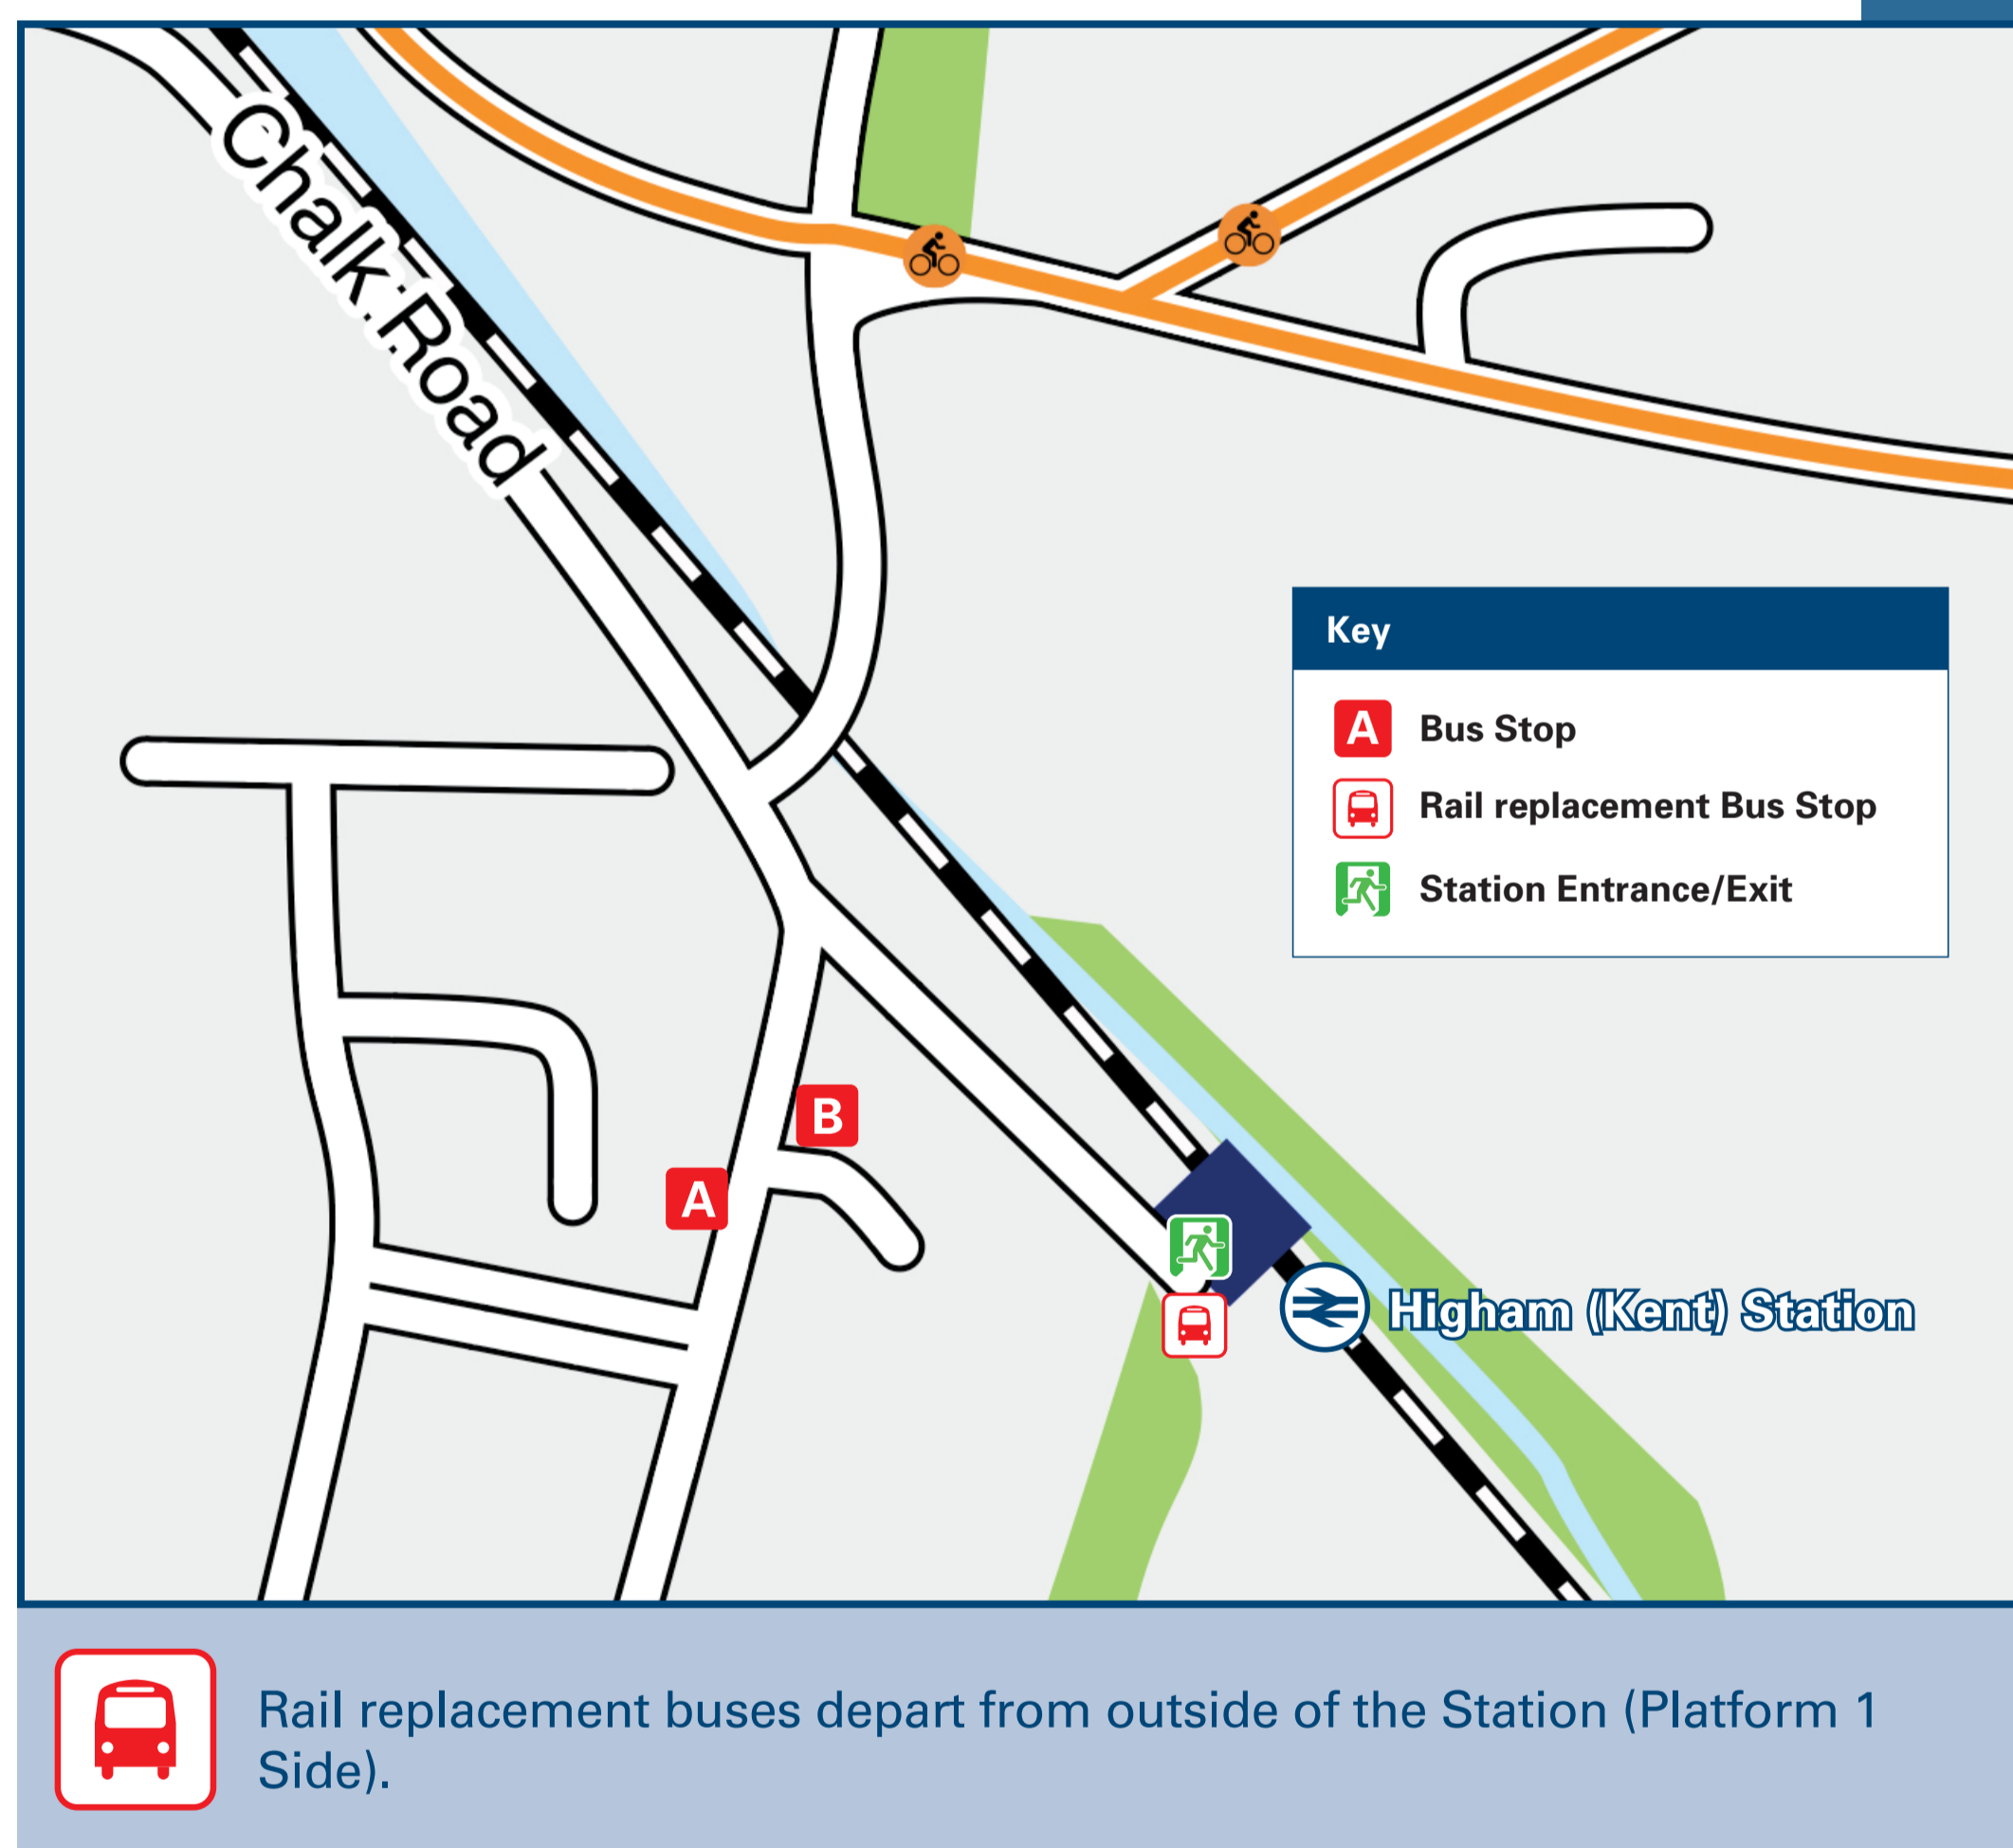 Chalk Road
Key
A Bus Stop
Rail replacement Bus Stop
Station Entrance/Exit
B
A
Higham (Kent) Station
Rail replacement buses depart from outside of the Station (Platform 1
Side).